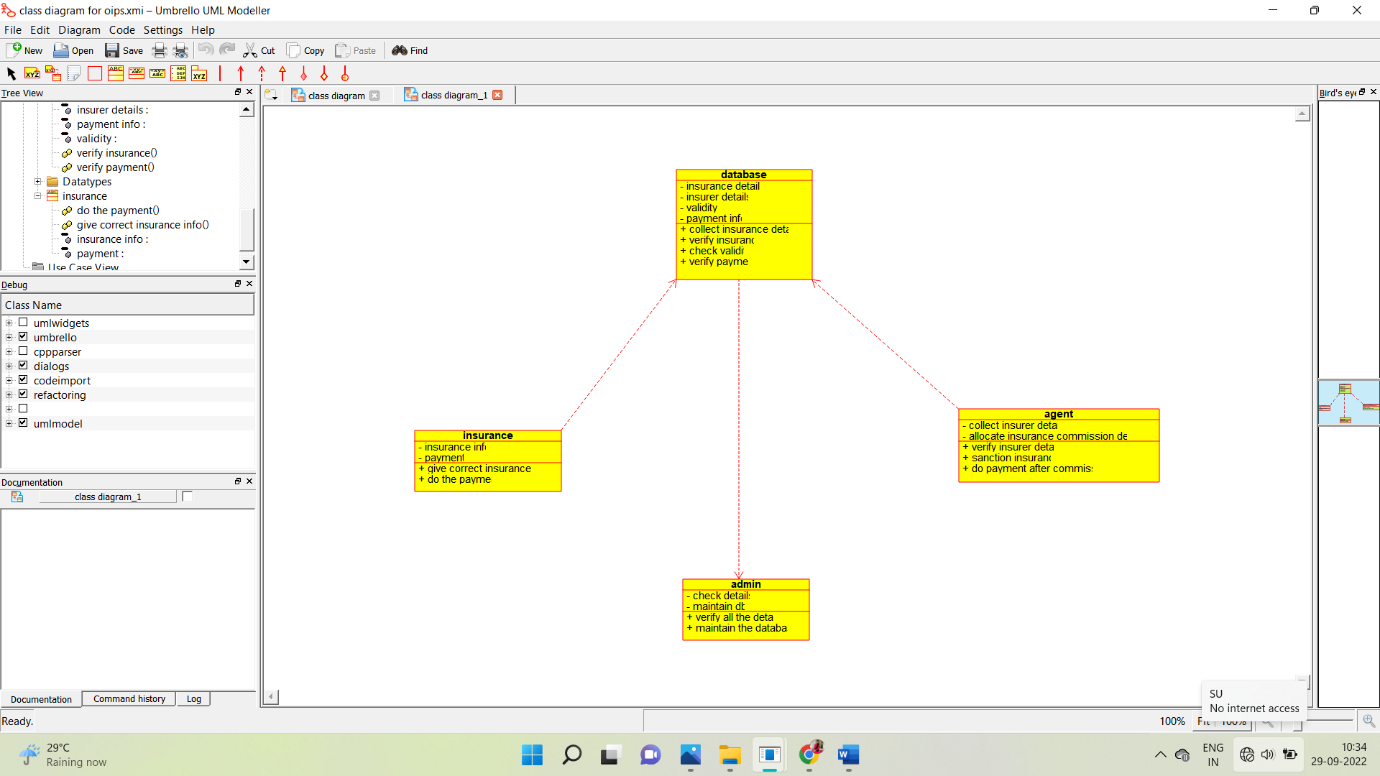 class diagram for oips.xmi – Umbrello UML Modeller
File Edit Diagram Code Settings Help
New Open Save Cut Copy Paste Find
Tree View
insurer details :
payment info :
validity :
verify insurance()
verify payment()
Datatypes
insurance
do the payment()
give correct insurance info()
insurance info :
payment :
Use Case View
Debug
Class Name
umlwidgets
umbrello
cppparser
dialogs
codeimport
refactoring
umlmodel
Documentation
class diagram_1
Documentation Command history Log
Ready.
class diagram class diagram_1
database
- insurance detail
- insurer details
- validity
- payment info
+ collect insurance deta
+ verify insuranc
+ check validi
+ verify payme
insurance
- insurance info
- payment
+ give correct insurance
+ do the payme
agent
- collect insurer deta
- allocate insurance commission de
+ verify insurer deta
+ sanction insuranc
+ do payment after commiss
admin
- check details
- maintain db
+ verify all the deta
+ maintain the databa
Bird's eye
SU
No internet access
100% Fit 100%
29°C
Raining now
ENG
IN
10:34
29-09-2022